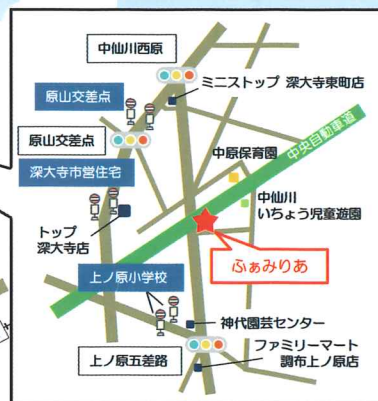 中仙川西原
原山交差点
ミニストップ 深大寺東町店
原山交差点
中央自動車道
深大寺市営住宅
中原保育園
中仙川
いちょう児童遊園
トップ
深大寺店
ふぁみりあ
上ノ原小学校
神代園芸センター
上ノ原五差路
ファミリーマート
調布上ノ原店